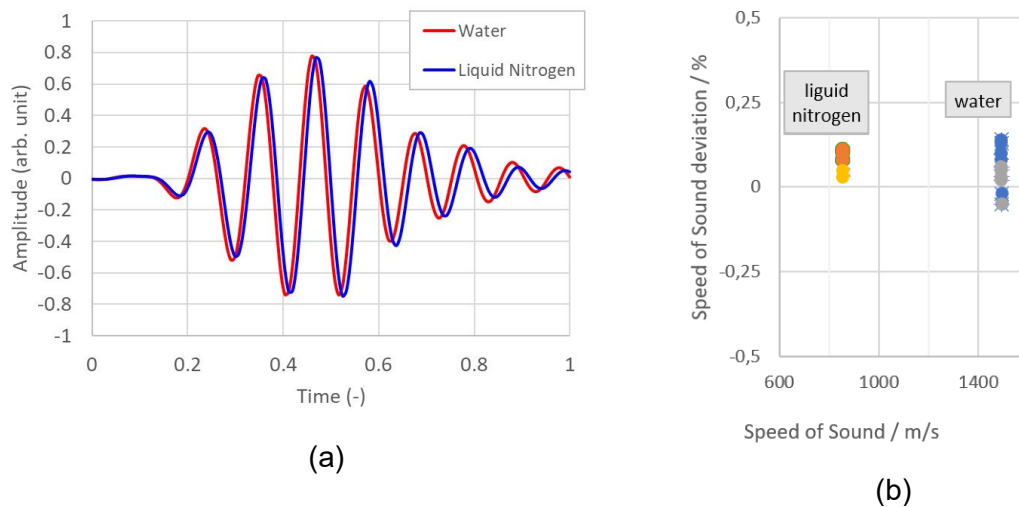 1
0.8
0.6
0.4
0.2
0
-0.2
-0.4
-0.6
-0.8
-1
Amplitude (arb. unit)
0
0.2
0.4
0.6
0.8
1
Time (-)
Water
Liquid Nitrogen
(a)
0,5
0,25
0
-0,25
-0,5
Speed of Sound deviation / %
liguid
nitrogen
water
600
1000
1400
Speed of Sound / m/s
(b)